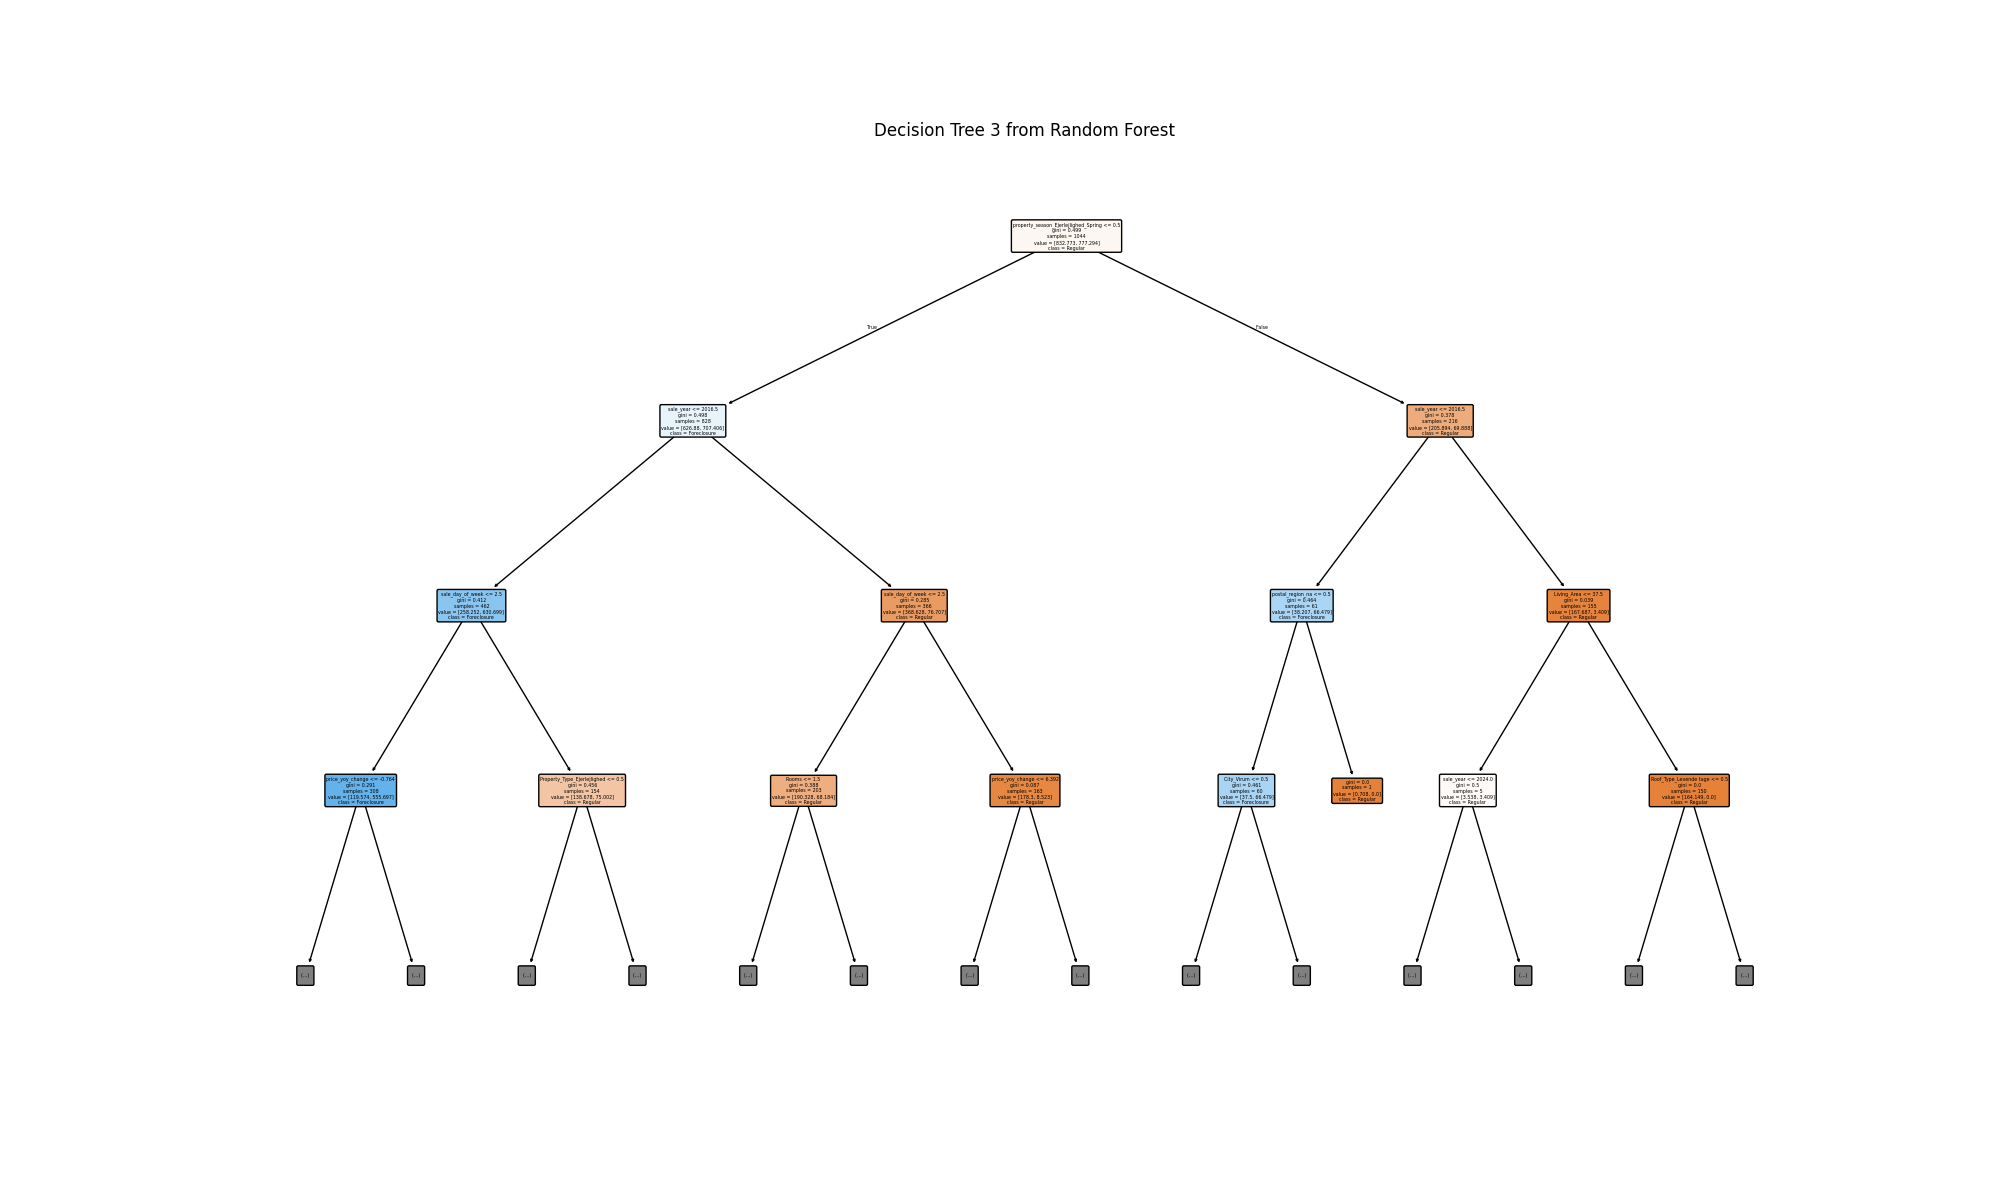 Decision Tree 3 from Random Forest
property_season_Ejerlejlighed_Spring <= 0.5
gini = 0.499
samples = 1044
value = [832.773, 777.294]
class = Regular
True
False
sale_year <= 2016.5
gini = 0.498
samples = 828
value = [626.88, 707.406]
class = Foreclosure
sale_year <= 2016.5
gini = 0.378
samples = 216
value = [205.894, 69.888]
class = Regular
sale_day_of_week <= 2.5
gini = 0.412
samples = 462
value = [258.252, 630.699]
class = Foreclosure
sale_day_of_week <= 2.5
gini = 0.285
samples = 366
value = [368.628, 76.707]
class = Regular
postal_region_na <= 0.5
gini = 0.464
samples = 61
value = [38.207, 66.479]
class = Foreclosure
Living_Area <= 37.5
gini = 0.039
samples = 155
value = [167.687, 3.409]
class = Regular
price_yoy_change <= -0.764
gini = 0.291
samples = 308
value = [119.574, 555.697]
class = Foreclosure
Property_Type_Ejerlejlighed <= 0.5
gini = 0.456
samples = 154
value = [138.678, 75.002]
class = Regular
Rooms <= 1.5
gini = 0.388
samples = 203
value = [190.328, 68.184]
class = Regular
price_yoy_change <= 6.392
gini = 0.087
samples = 163
value = [178.3, 8.523]
class = Regular
City_Virum <= 0.5
gini = 0.461
samples = 60
value = [37.5, 66.479]
class = Foreclosure
gini = 0.0
samples = 1
value = [0.708, 0.0]
class = Regular
sale_year <= 2024.0
gini = 0.5
samples = 5
value = [3.538, 3.409]
class = Regular
Roof_Type_Levende tage <= 0.5
gini = 0.0
samples = 150
value = [164.149, 0.0]
class = Regular
(...)
(...)
(...)
(...)
(...)
(...)
(...)
(...)
(...)
(...)
(...)
(...)
(...)
(...)